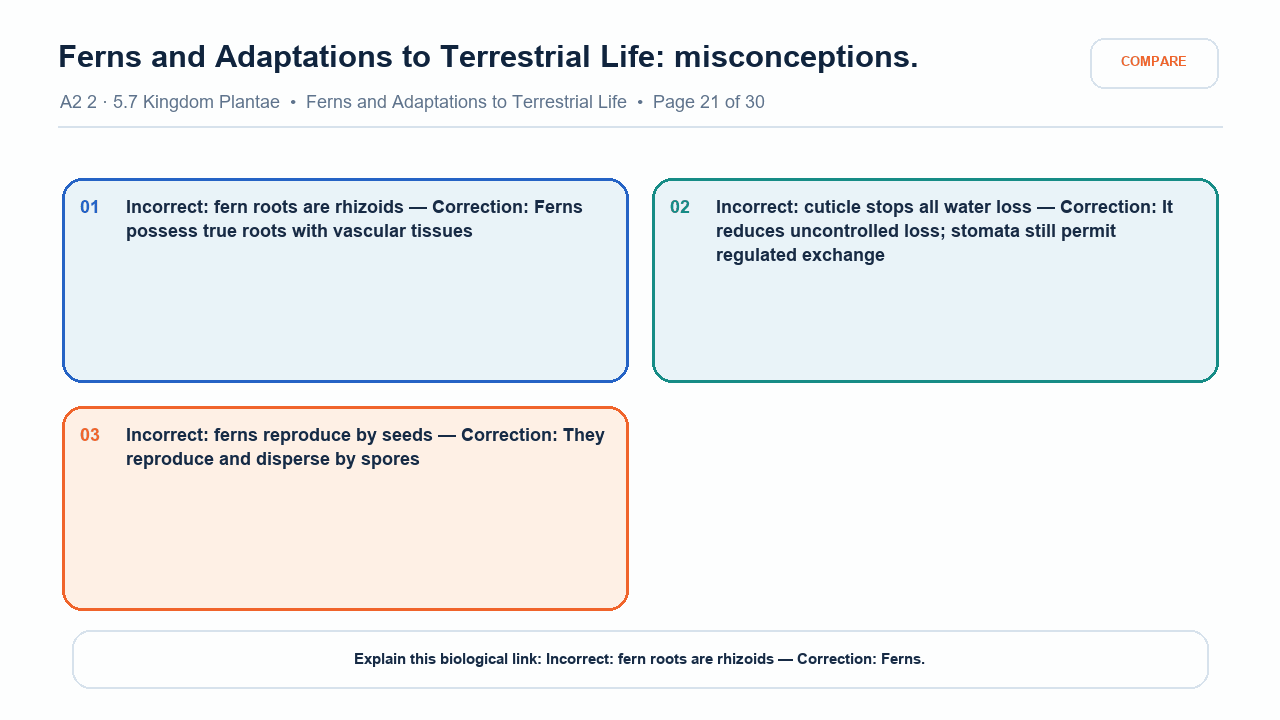 Ferns and Adaptations to Terrestrial Life: misconceptions.
COMPARE
A2 2 · 5.7 Kingdom Plantae • Ferns and Adaptations to Terrestrial Life • Page 21 of 30
01 Incorrect: fern roots are rhizoids — Correction: Ferns
possess true roots with vascular tissues
02 Incorrect: cuticle stops all water loss — Correction: It
reduces uncontrolled loss; stomata still permit
regulated exchange
03 Incorrect: ferns reproduce by seeds — Correction: They
reproduce and disperse by spores
Explain this biological link: Incorrect: fern roots are rhizoids — Correction: Ferns.